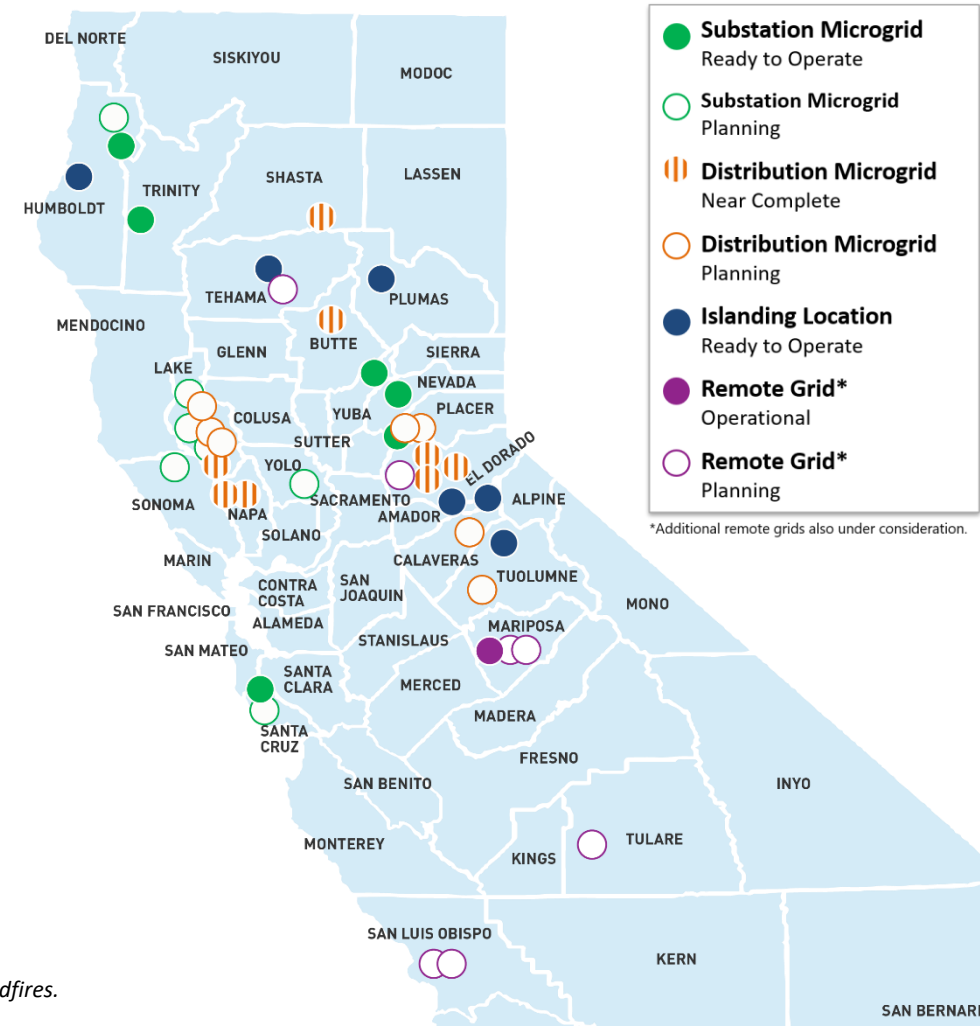 DEL NORTE
SISKIYOU
MODOC
TRINITY
SHASTA
LASSEN
HUMBOLDT
TEHAMA
PLUMAS
MENDOCINO
BUTTE
GLENN
SIERRA
LAKE
NEVADA
COLUSA
YUBA
PLACER
SUTTER
YOLO
EL DORADO
SONOMA
NAPA
SACRAMENTO
ALPINE
AMADOR
SOLANO
MARIN
CALAVERAS
TUOLUMNE
CONTRA
COSTA
SAN
JOAQUIN
SAN FRANCISCO
ALAMEDA
MONO
MARIPOSA
STANISLAUS
SAN MATEO
SANTA
CLARA
MERCED
MADERA
SANTA
CRUZ
FRESNO
SAN BENITO
INYO
MONTEREY
TULARE
KINGS
SAN LUIS OBISPO
KERN
SAN BERNAR
dfires.
Substation Microgrid
Ready to Operate
Substation Microgrid
Planning
Distribution Microgrid
Near Complete
Distribution Microgrid
Planning
Islanding Location
Ready to Operate
Remote Grid*
Operational
Remote Grid*
Planning
*Additional remote grids also under consideration.